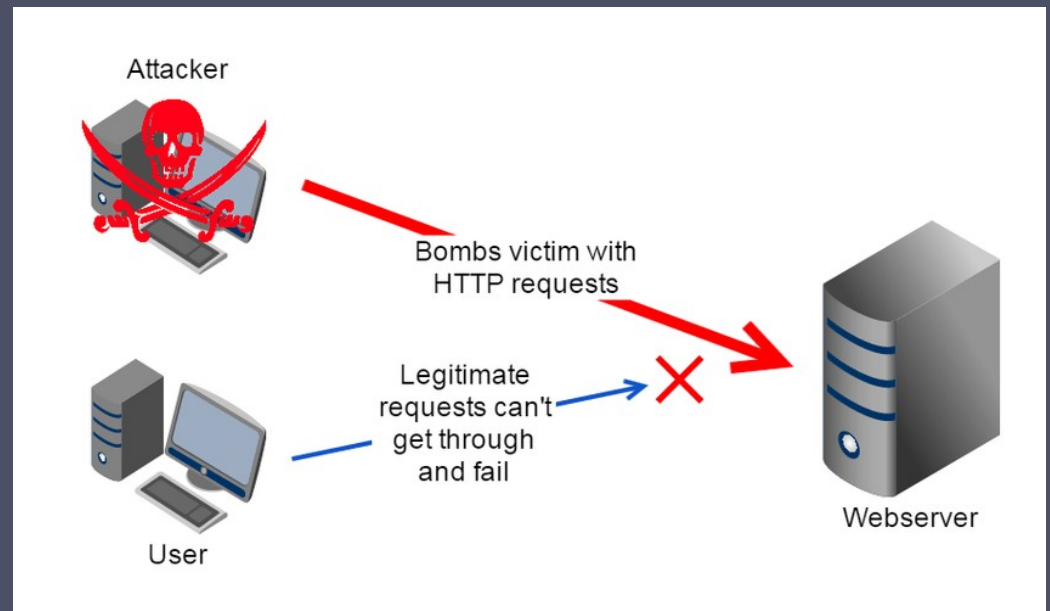 Attacker
Bombs victim with
HTTP requests
Legitimate
requests can't
get through
and fail
User
Webserver